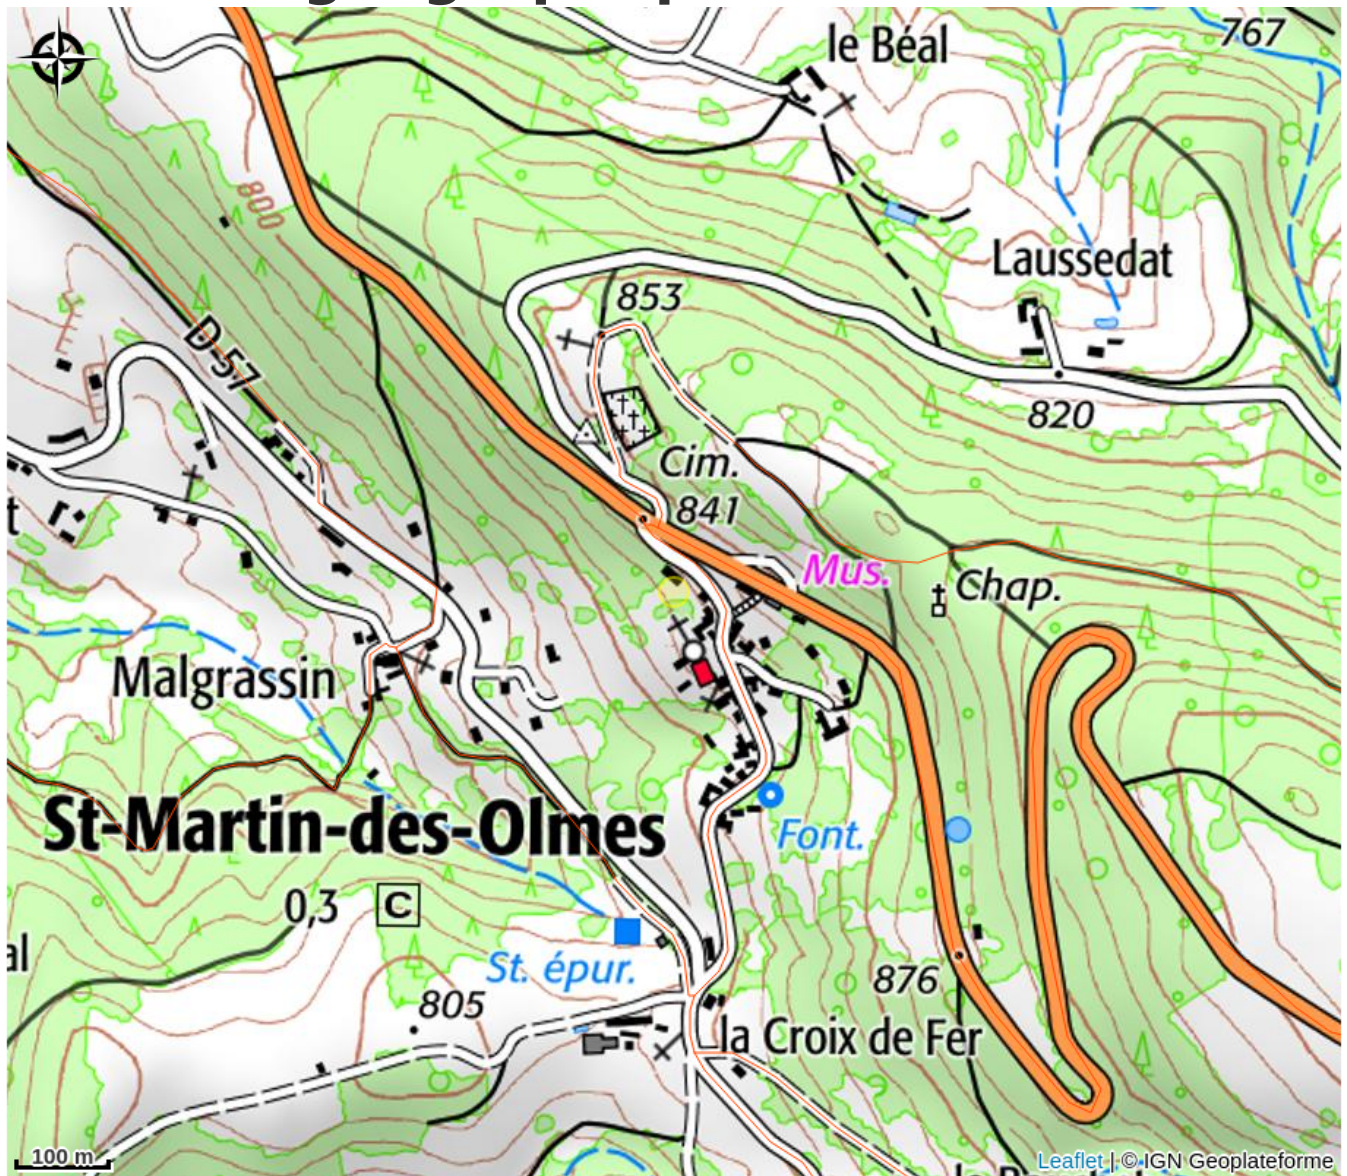 767
le Béal
800
Laussedat
853
D-57
820
Cim.
841
t
Mus.
Chap.
Malgrassin
St-Martin-des-Olmes
Font.
0,3 C
al
St. épur.
876
805
la Croix de Fer
100 m
Leaflet | © IGN Geoplateforme